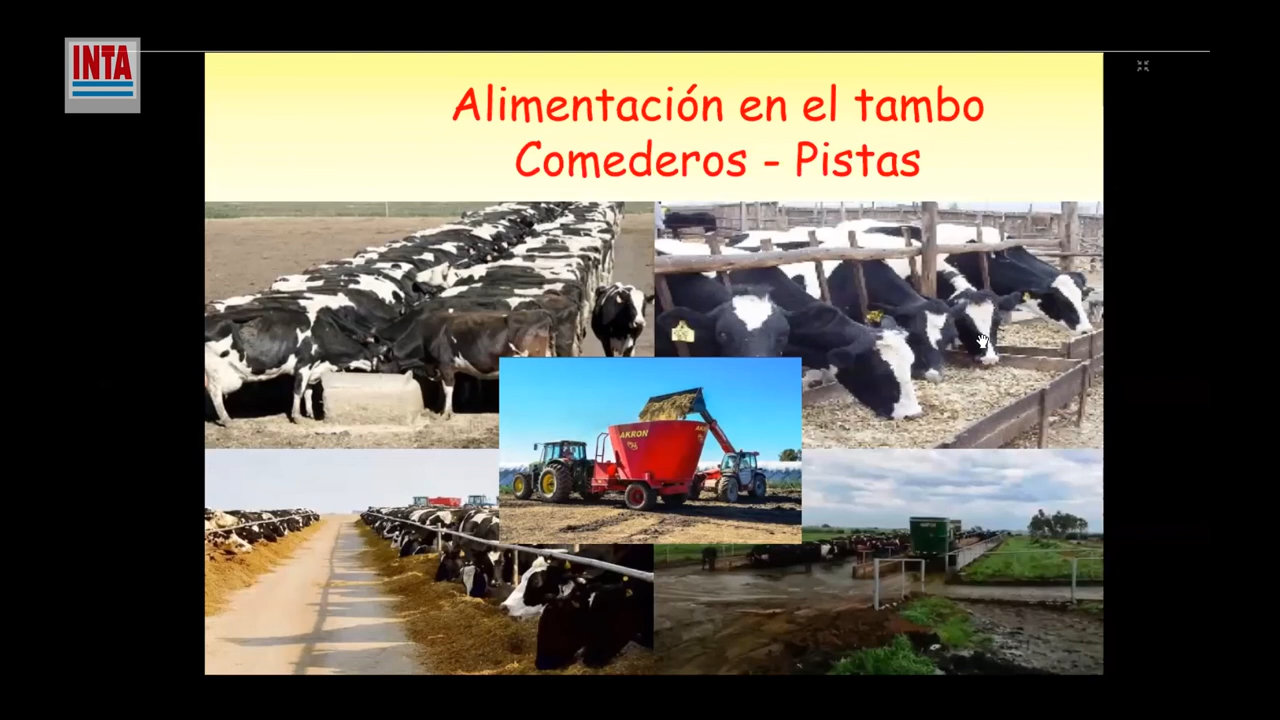 INTA
Alimentación en el tambo
Comederos - Pistas
AKRON